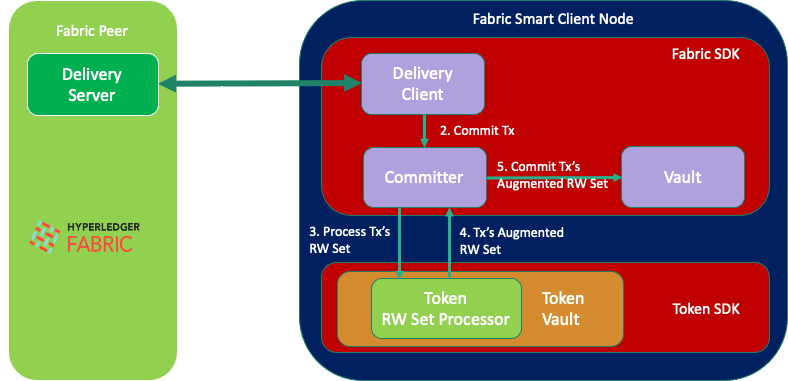 Fabric Peer
Delivery
Server
HYPERLEDGER
FABRIC
Fabric Smart Client Node
Fabric SDK
Delivery
Client
2. Commit Tx
Committer
5. Commit Tx's
Augmented RW Set
Vault
3. Process Tx's
RW Set
4. Tx's Augmented
RW Set
Token
RW Set Processor
Token
Vault
Token SDK